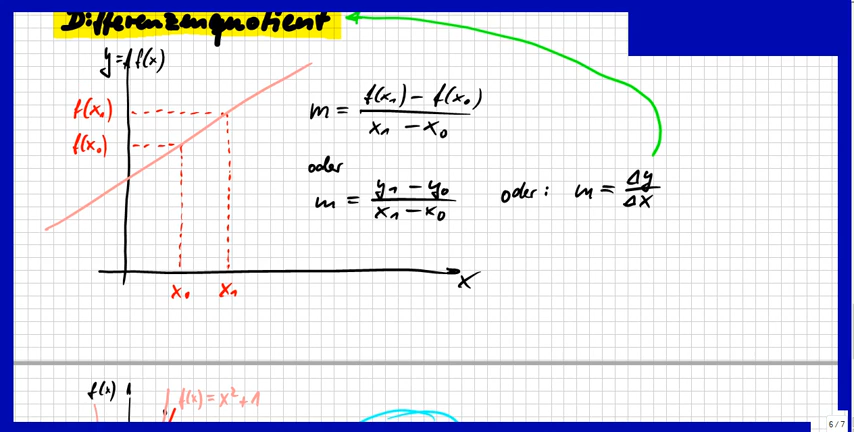 Differenzenquotient
y = f(x)
f(x₀)
f(x₀)
m = (f(x₁) - f(x₀)) / (x₁ - x₀)
oder
m = (y₁ - y₀) / (x₁ - x₀) oder: m = Δy / Δx
x₀ x₁ x
f(x)
f(x) = x² + 1
6 / 7